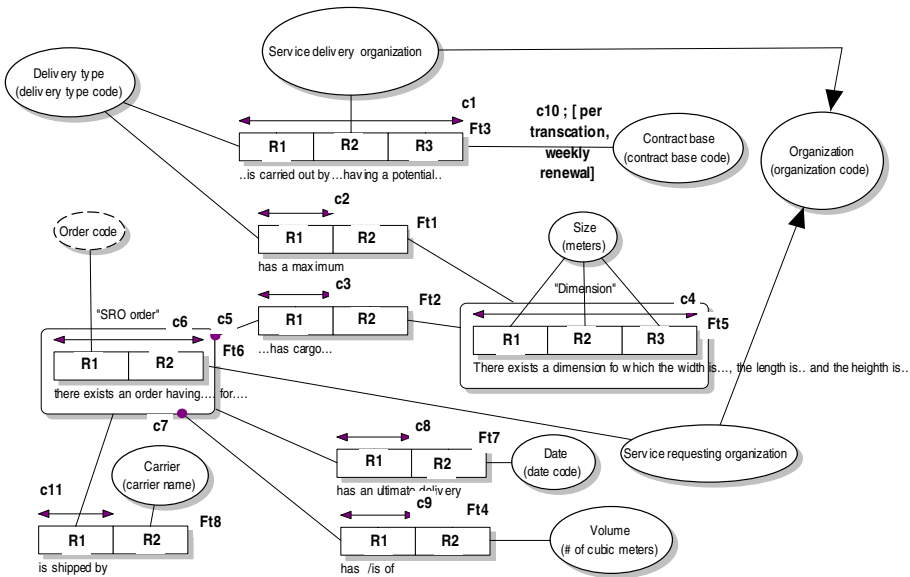 Service delivery organization
Delivery type
(delivery type code)
c1
R1 R2 R3
Ft3
..is carried out by ...having a potential..
c10 ; [ per
transcation,
weekly
renewal]
Contract base
(contract base code)
Organization
(organization code)
c2
R1 R2
Ft1
has a maximum
Size
(meters)
Order code
c3
R1 R2
Ft2
...has cargo...
"Dimension"
c4
R1 R2 R3
Ft5
There exists a dimension fo which the width is..., the length is.. and the heighth is..
"SRO order"
c6
c5
R1 R2
Ft6
there exists an order having.... for....
c7
Service requesting organization
c8
R1 R2
Ft7
has an ultimate delivery
Date
(date code)
Carrier
(carrier name)
c11
R1 R2
Ft8
is shipped by
c9
R1 R2
Ft4
has /is of
Volume
(# of cubic meters)